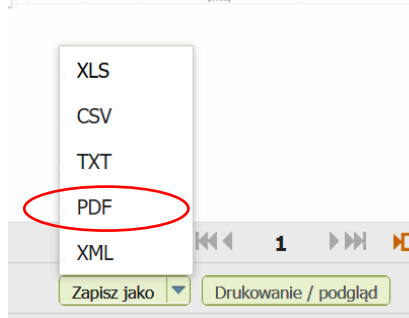 XLS
CSV
TXT
PDF
XML
1
Zapisz jako
Drukowanie / podgląd